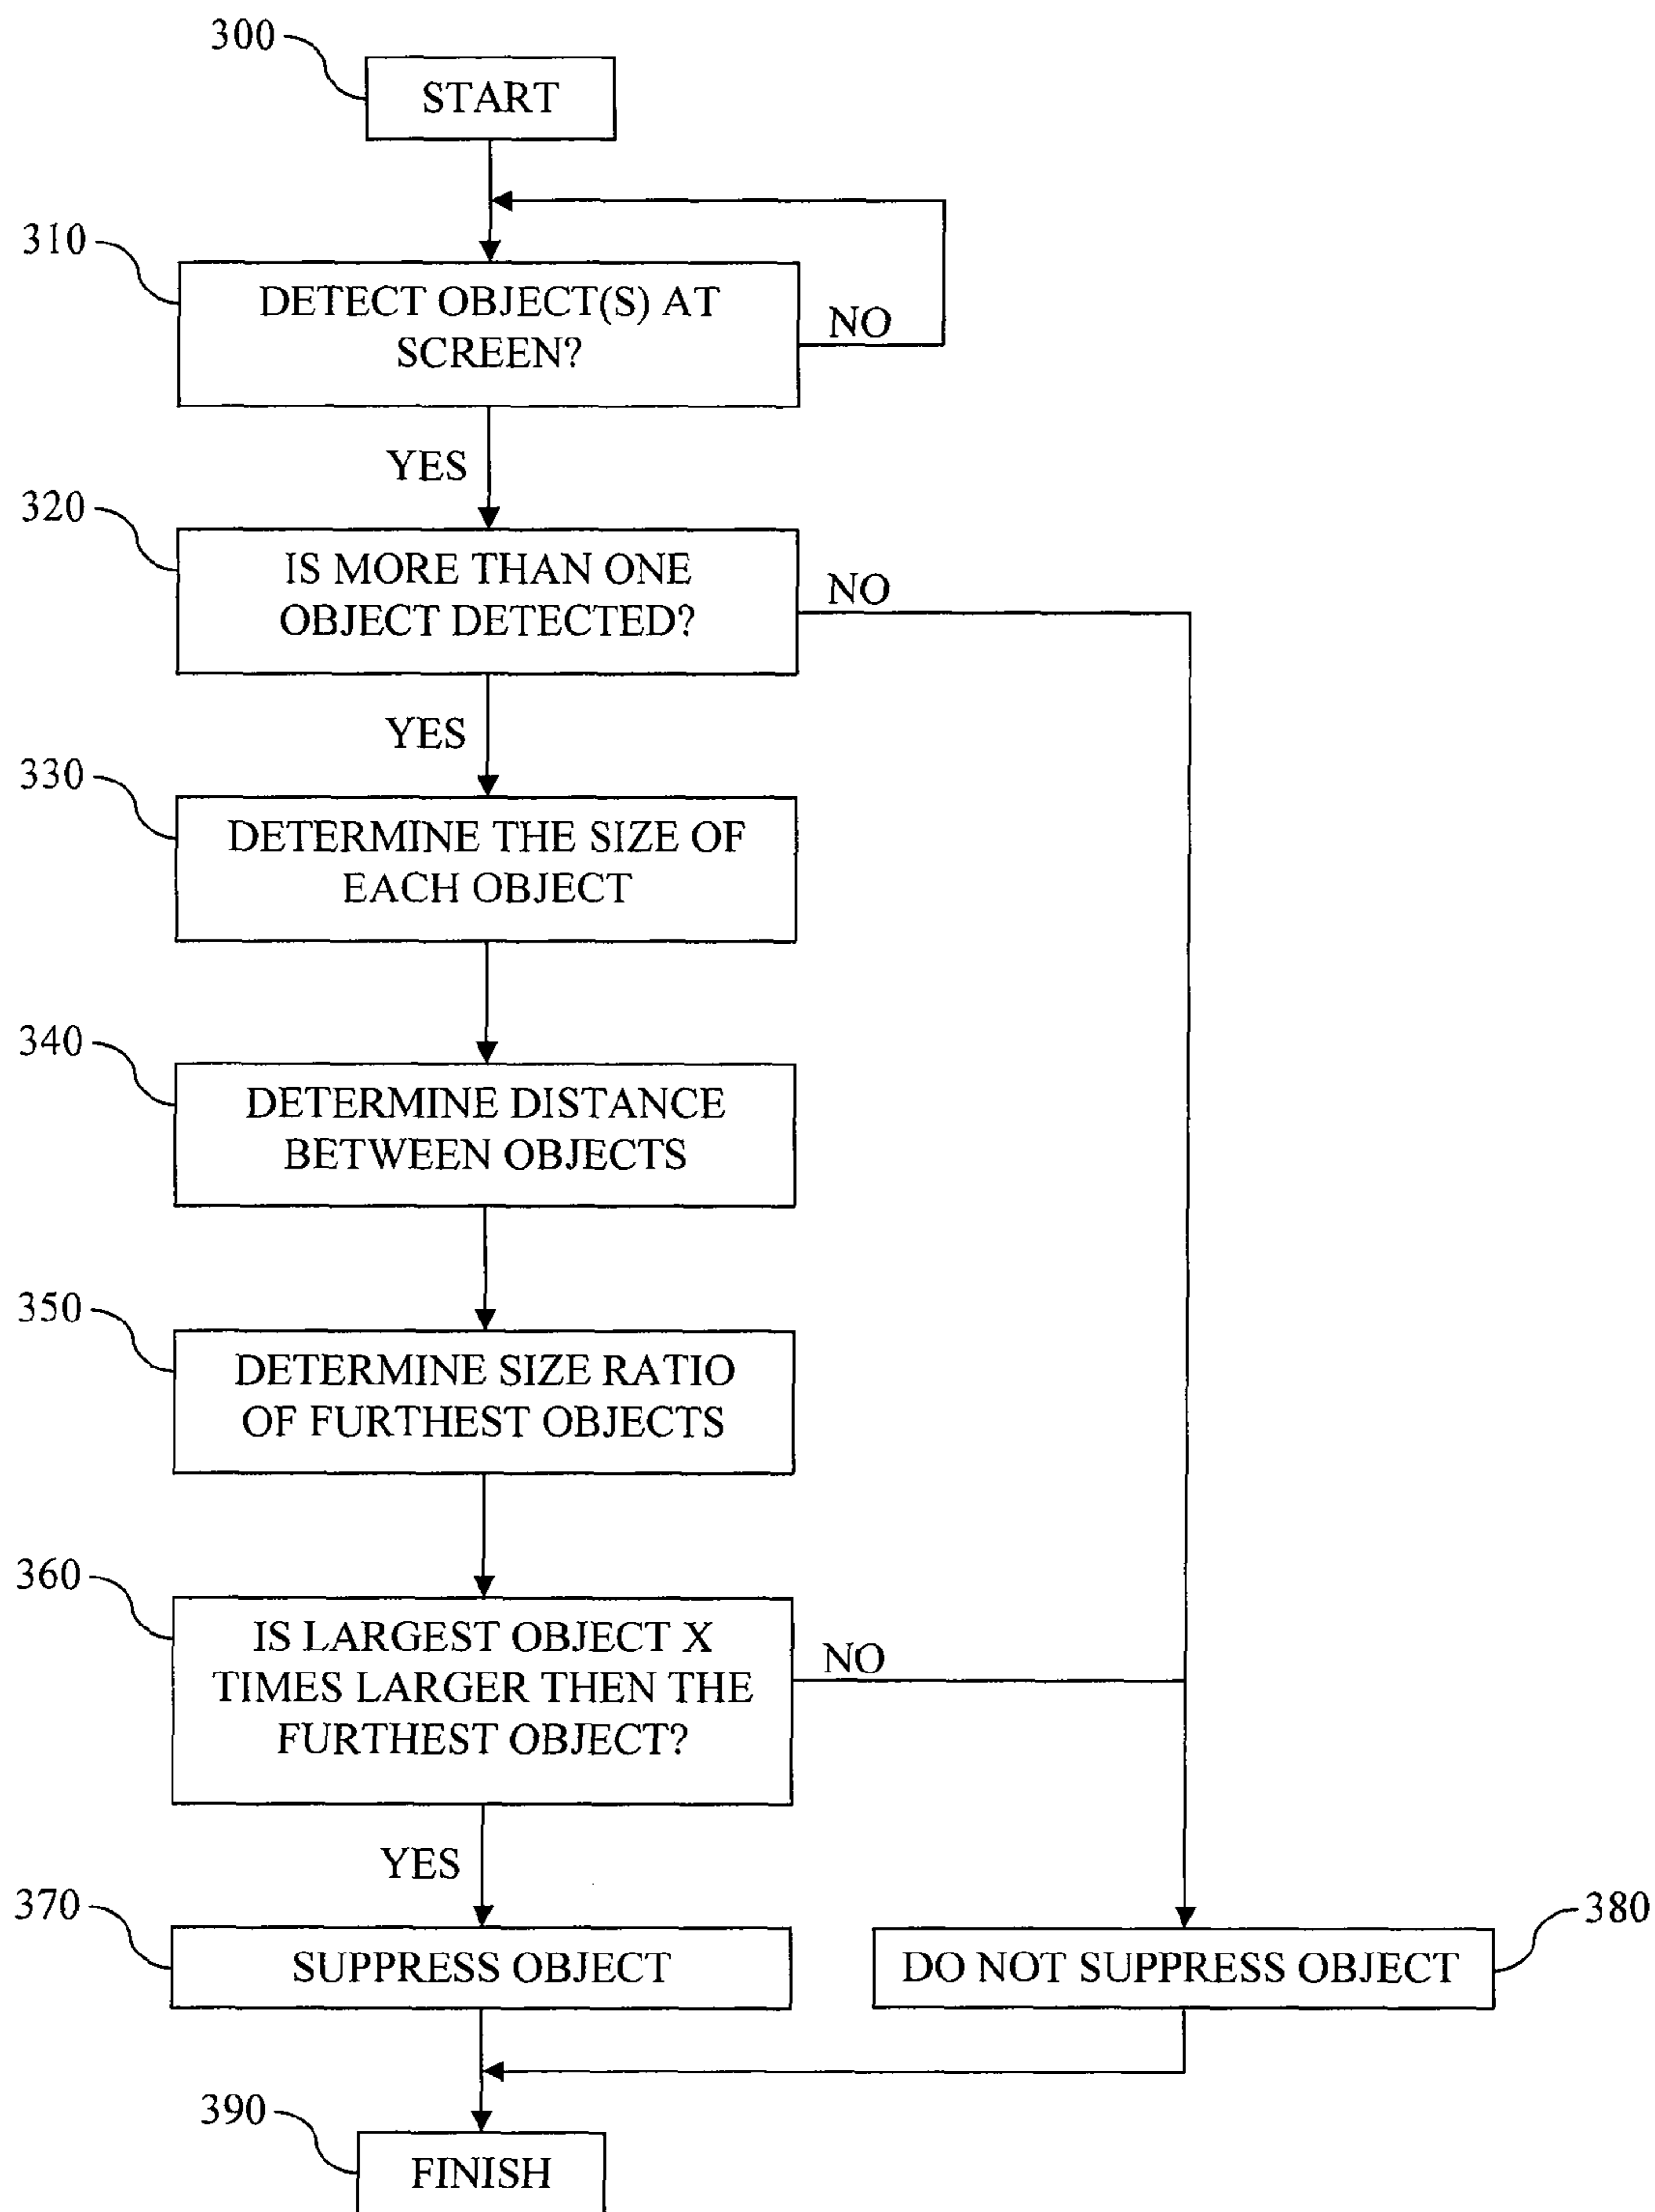 300
START
310
DETECT OBJECT(S) AT
SCREEN?
NO
YES
320
IS MORE THAN ONE
OBJECT DETECTED?
NO
YES
330
DETERMINE THE SIZE OF
EACH OBJECT
340
DETERMINE DISTANCE
BETWEEN OBJECTS
350
DETERMINE SIZE RATIO
OF FURTHEST OBJECTS
360
IS LARGEST OBJECT X
TIMES LARGER THEN THE
FURTHEST OBJECT?
NO
YES
370
SUPPRESS OBJECT
DO NOT SUPPRESS OBJECT
380
390
FINISH